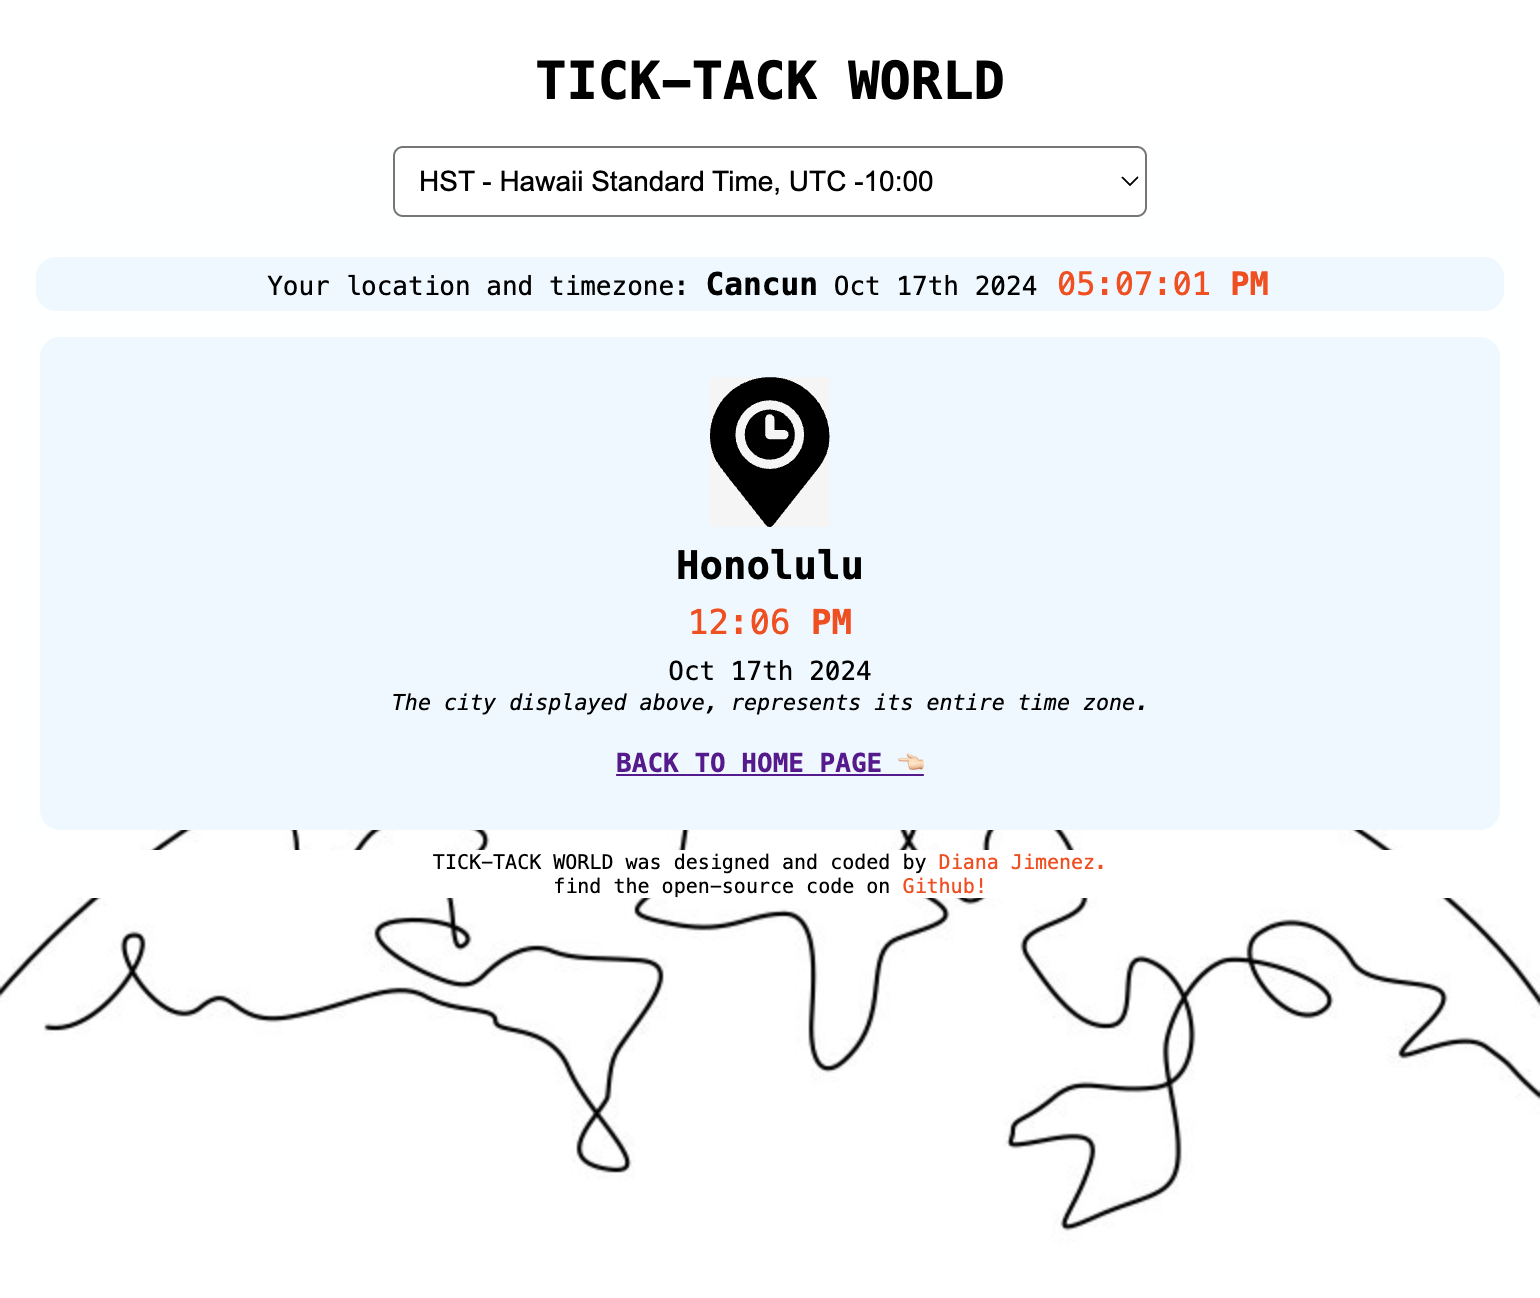 TICK-TACK WORLD
HST - Hawaii Standard Time, UTC -10:00
Your location and timezone: Cancun Oct 17th 2024 05:07:01 PM
Honolulu
12:06 PM
Oct 17th 2024
The city displayed above, represents its entire time zone.
BACK TO HOME PAGE 👈🏻
TICK-TACK WORLD was designed and coded by Diana Jimenez.
find the open-source code on Github!